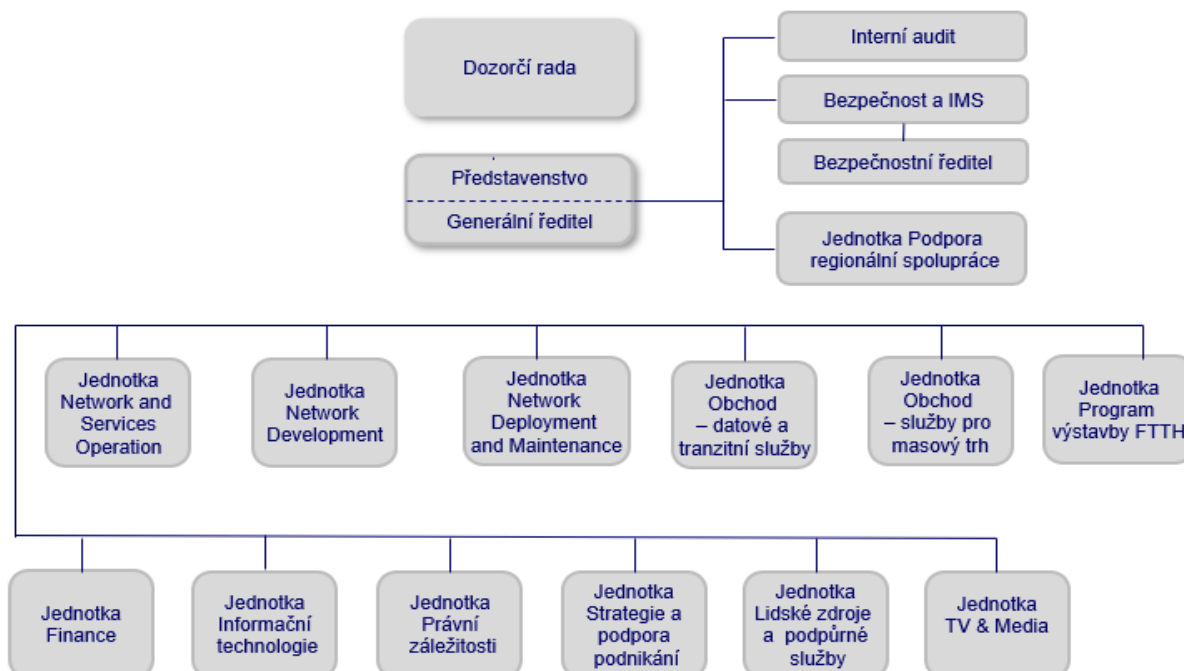 Dozorčí rada
Představenstvo
Generální ředitel
Interní audit
Bezpečnost a IMS
Bezpečnostní ředitel
Jednotka Podpora
regionální spolupráce
Jednotka
Network and
Services
Operation
Jednotka
Network
Development
Jednotka
Network
Deployment
and Maintenance
Jednotka
Obchod
– datové a
tranzitní služby
Jednotka
Obchod
– služby pro
masový trh
Jednotka
Program
výstavby FTTH
Jednotka
Finance
Jednotka
Informační
technologie
Jednotka
Právní
záležitosti
Jednotka
Strategie a
podpora
podnikání
Jednotka
Lidské zdroje
a podpůrné
služby
Jednotka
TV & Media